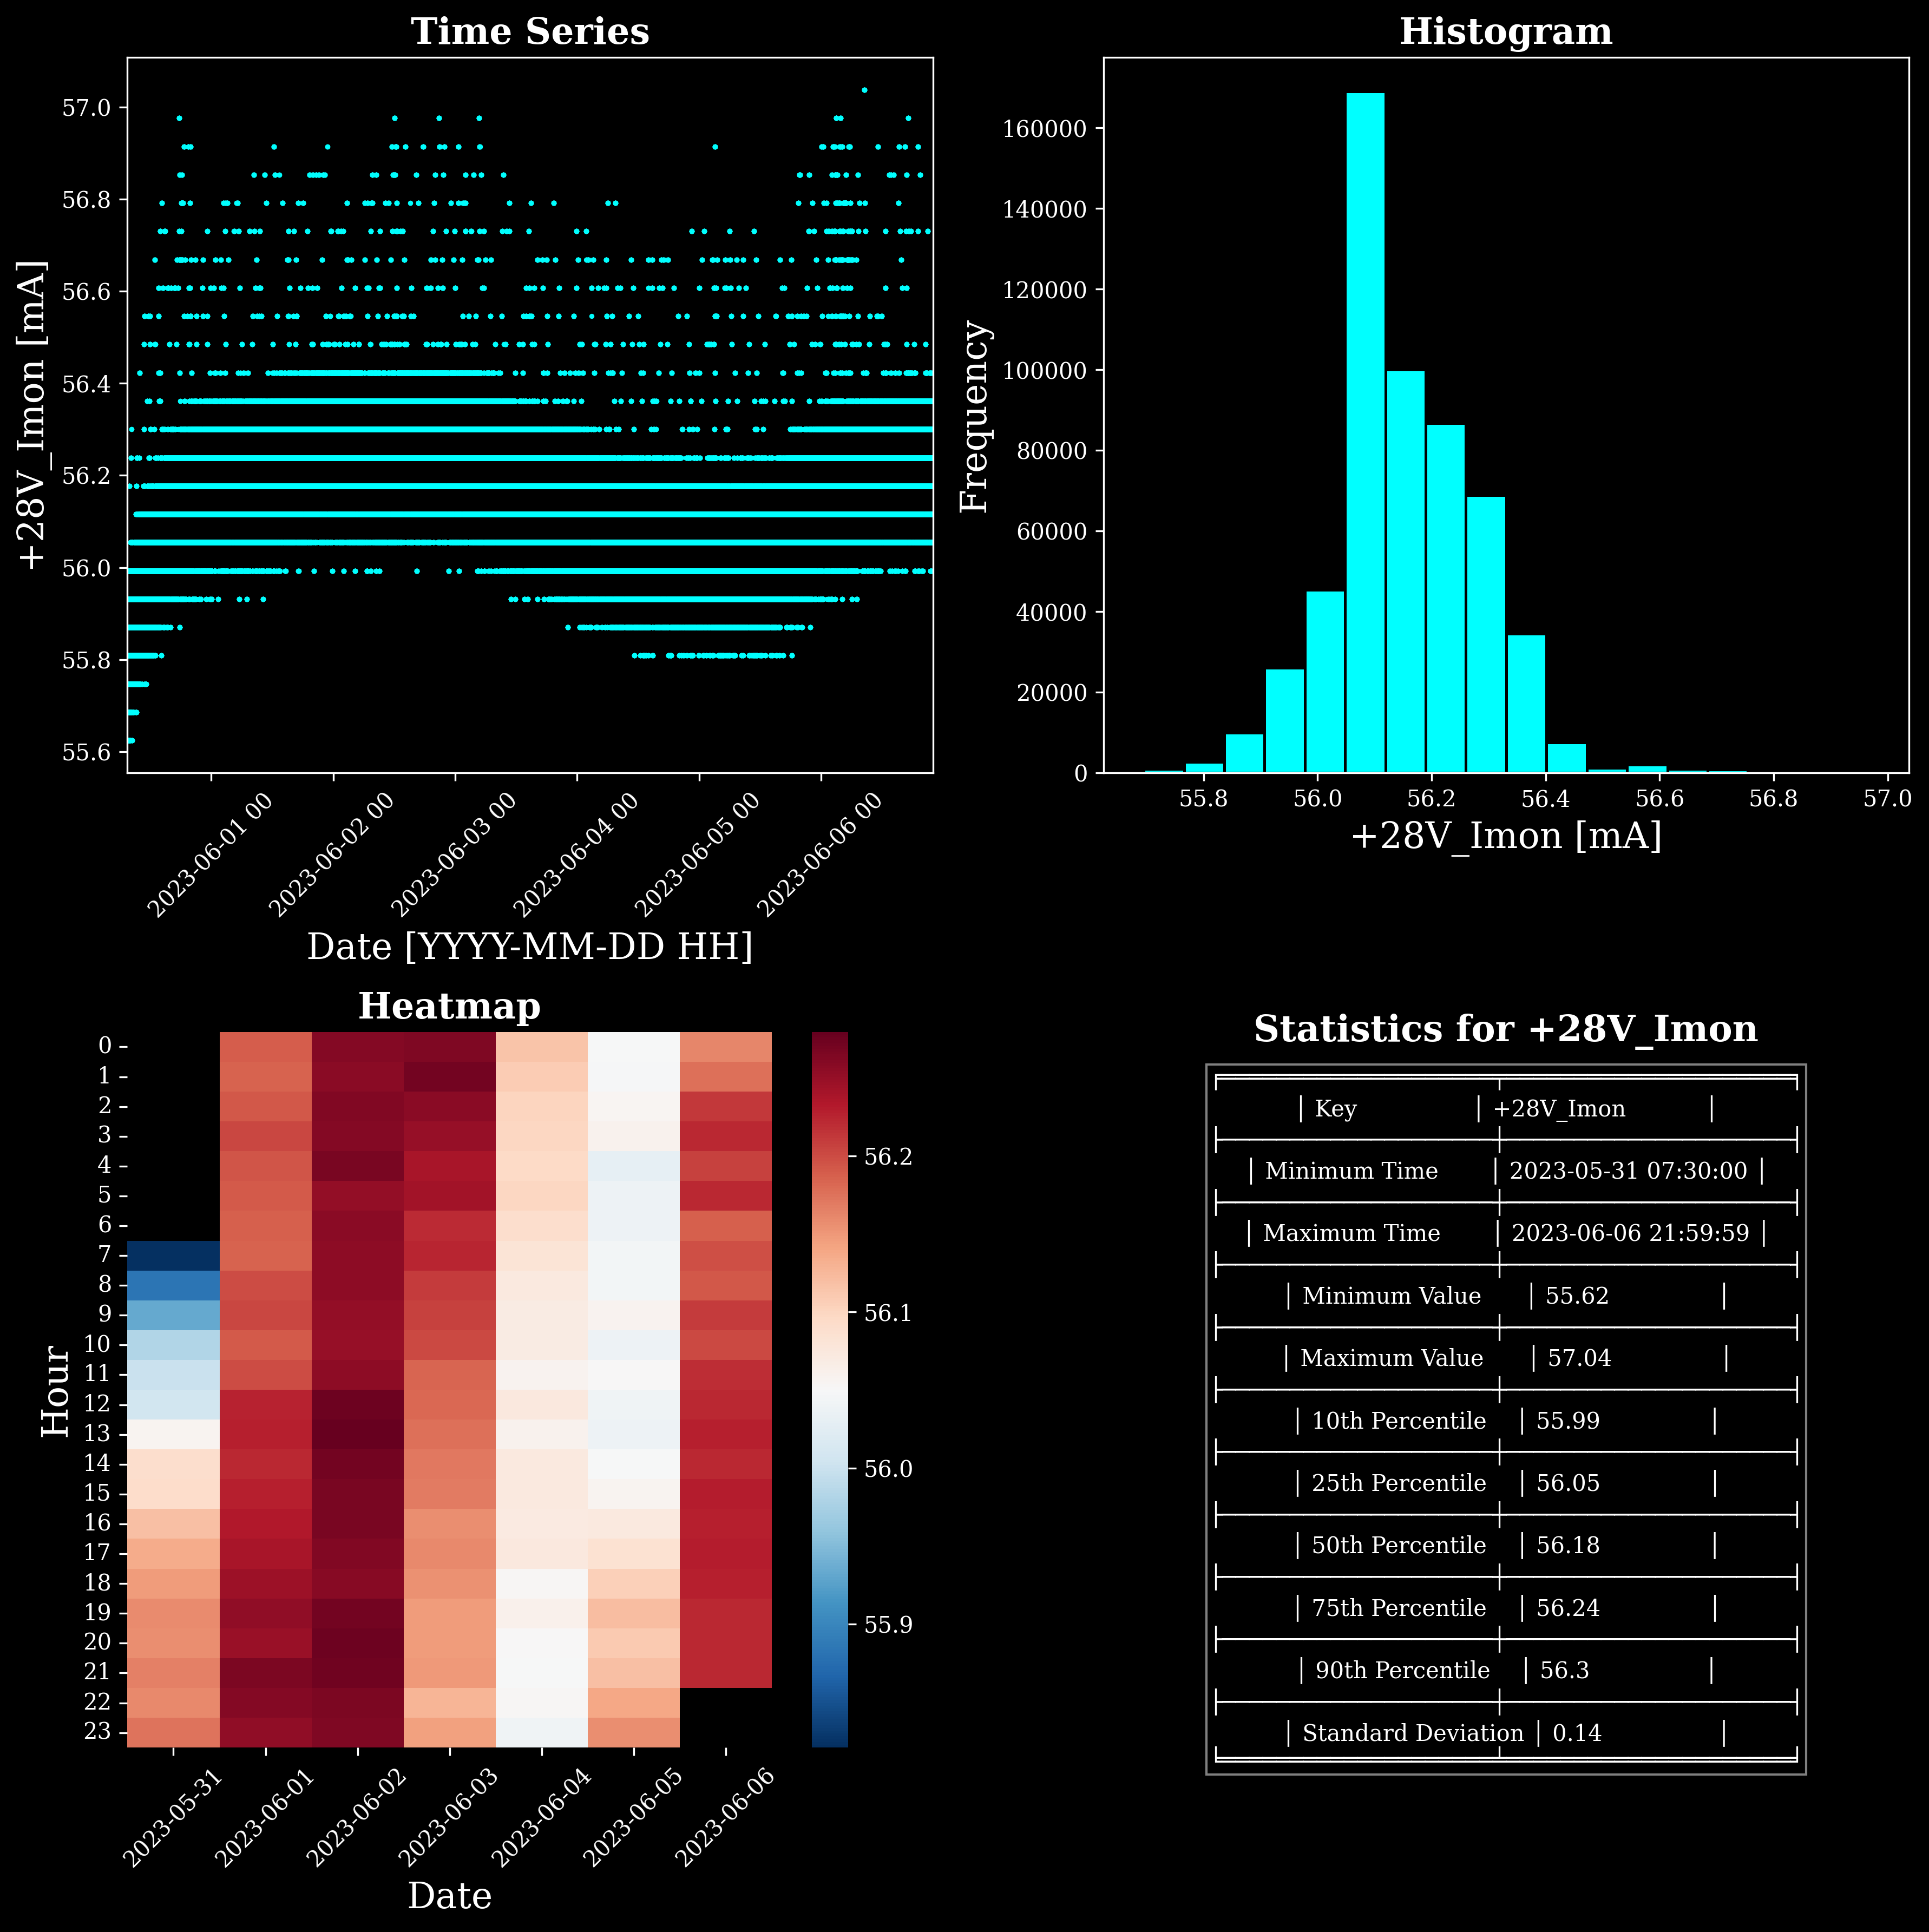 Time Series
57.0
56.8
56.6
56.4
56.2
56.0
55.8
55.6
+28V_Imon [mA]
2023-06-01 00
2023-06-02 00
2023-06-03 00
2023-06-04 00
2023-06-05 00
2023-06-06 00
Date [YYYY-MM-DD HH]
Histogram
160000
140000
120000
100000
80000
60000
40000
20000
0
Frequency
55.8 56.0 56.2 56.4 56.6 56.8 57.0
+28V_Imon [mA]
Heatmap
0
1
2
3
4
5
6
7
8
9
10
11
12
13
14
15
16
17
18
19
20
21
22
23
Hour
2023-05-31
2023-06-01
2023-06-02
2023-06-03
2023-06-04
2023-06-05
2023-06-06
Date
56.2
56.1
56.0
55.9
Statistics for +28V_Imon
| Key | +28V_Imon |
| Minimum Time | 2023-05-31 07:30:00 |
| Maximum Time | 2023-06-06 21:59:59 |
| Minimum Value | 55.62 |
| Maximum Value | 57.04 |
| 10th Percentile | 55.99 |
| 25th Percentile | 56.05 |
| 50th Percentile | 56.18 |
| 75th Percentile | 56.24 |
| 90th Percentile | 56.3 |
| Standard Deviation | 0.14 |